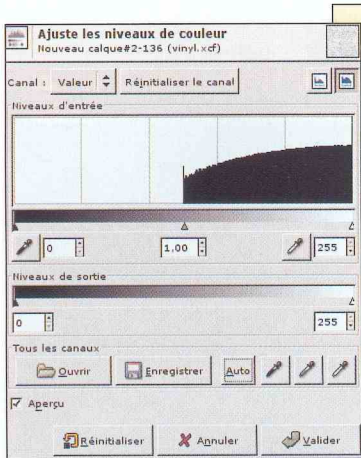 Ajuste les niveaux de couleur
Nouveau calque#2-136 (vinyl.xcf)
Canal : Valeur Réinitialiser le canal
Niveaux d'entrée
0 1,00 255
Niveaux de sortie
0 255
Tous les canaux
Ouvrir Enregistrer Auto
Aperçu
Réinitialiser Annuler Valider